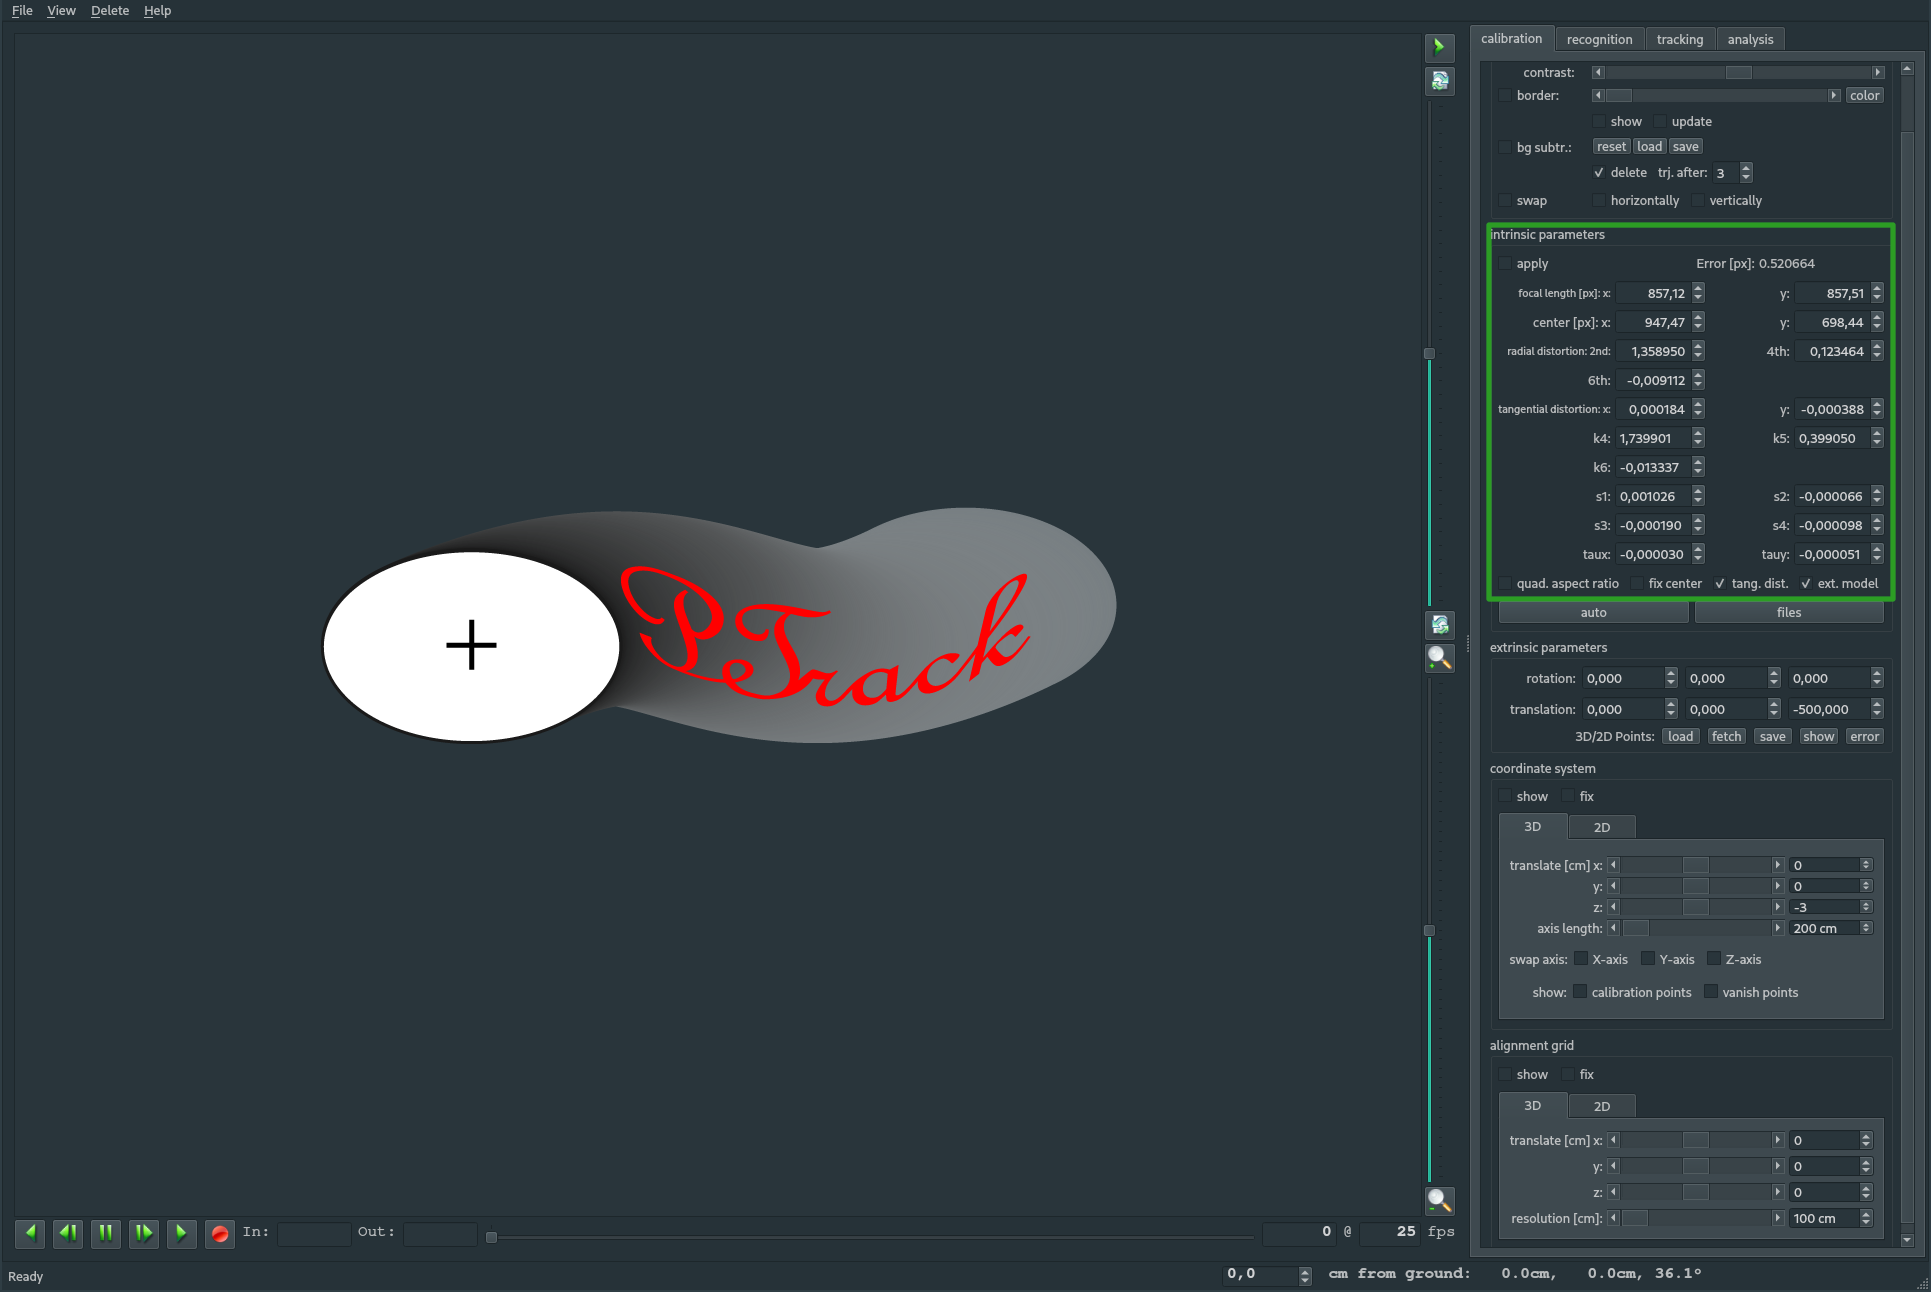 File View Delete Help
calibration recognition tracking analysis
contrast:
border: color
show update
bg subtr.: reset load save
delete trj. after: 3
swap horizontally vertically
intrinsic parameters
apply Error [px]: 0.520664
focal length [px]: x: 857,12 y: 857,51
center [px]: x: 947,47 y: 698,44
radial distortion: 2nd: 1,358950 4th: 0,123464
6th: -0,009112
tangential distortion: x: 0,000184 y: -0,000388
k4: 1,739901 k5: 0,399050
k6: -0,013337
s1: 0,001026 s2: -0,000066
s3: -0,000190 s4: -0,000098
taux: -0,000030 tauy: -0,000051
quad. aspect ratio fix center tang. dist. ext. model
auto files
extrinsic parameters
rotation: 0,000 0,000 0,000
translation: 0,000 0,000 -500,000
3D/2D Points: load fetch save show error
coordinate system
show fix
3D 2D
translate [cm] x: 0
y: 0
z: -3
axis length: 200 cm
swap axis: X-axis Y-axis Z-axis
show: calibration points vanish points
alignment grid
show fix
3D 2D
translate [cm] x: 0
y: 0
z: 0
resolution [cm]: 100 cm
PeTrack
In: Out: 0 @ 25 fps
Ready 0,0 cm from ground: 0.0cm, 0.0cm, 36.1°